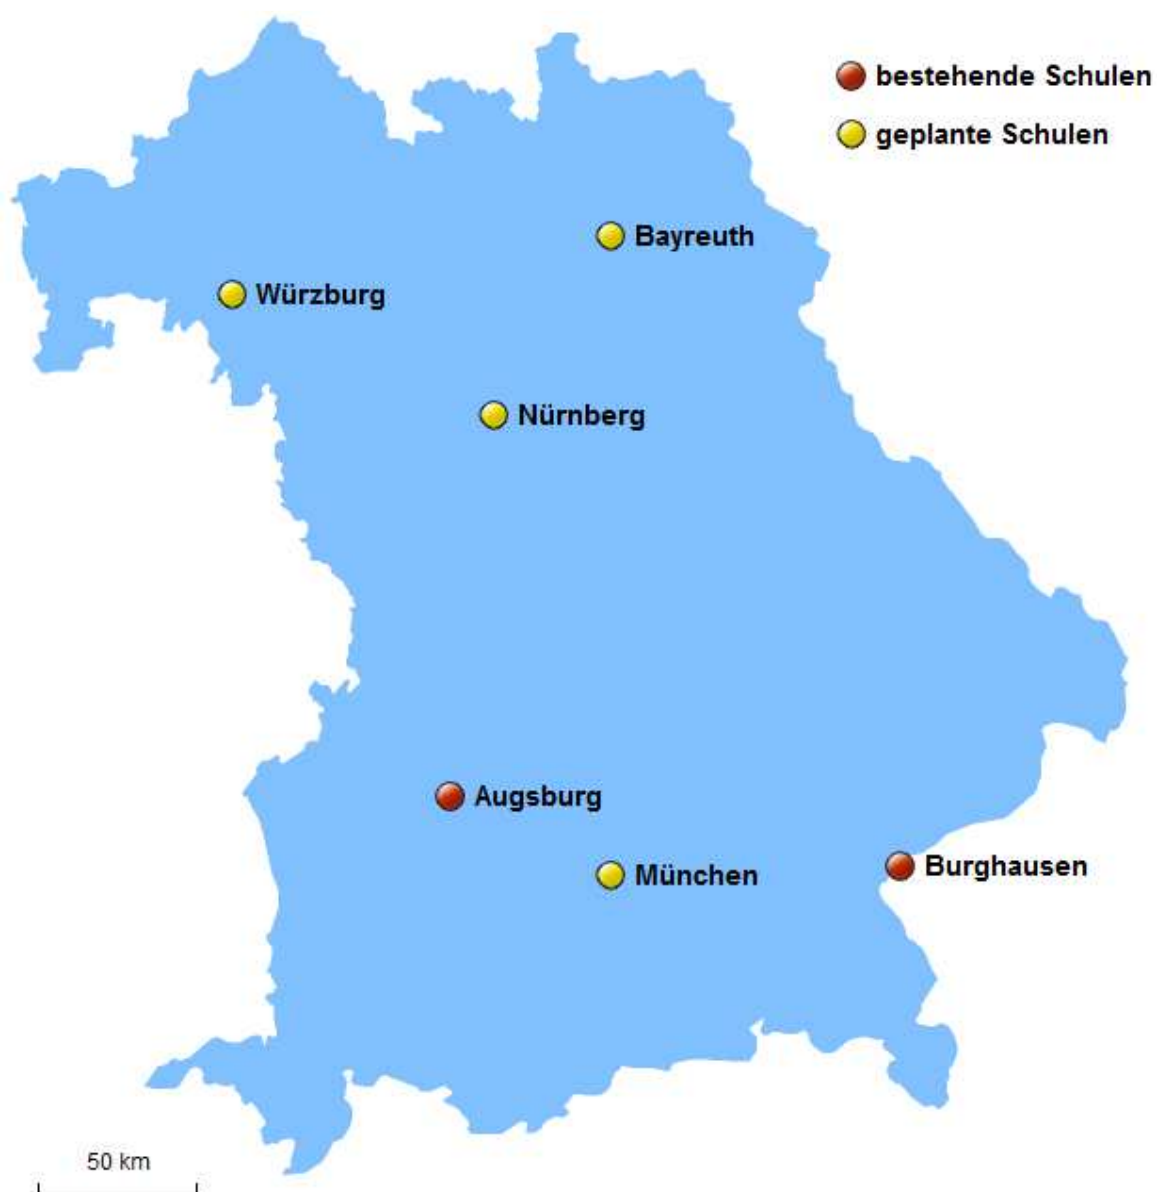 bestehende Schulen
geplante Schulen
Bayreuth
Würzburg
Nürnberg
Augsburg
Burghausen
München
50 km